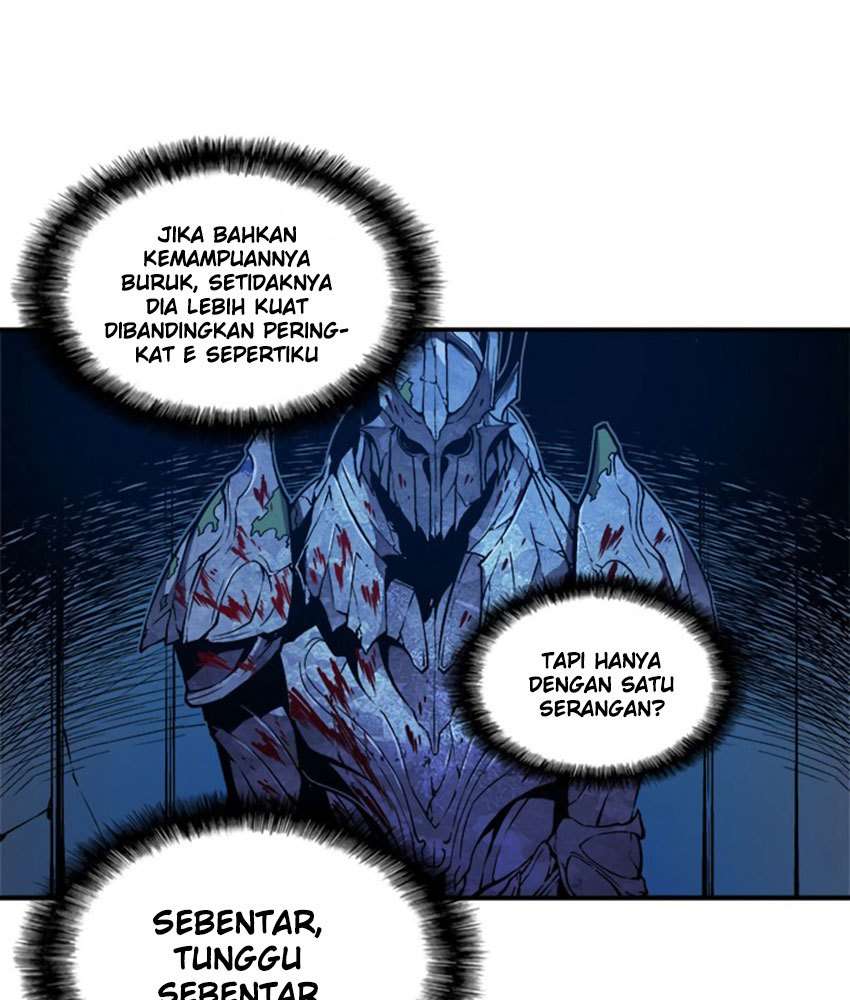 JIKA BAHKAN
KEMAMPUANNYA
BURUK, SETIDAKNYA
DIA LEBIH KUAT
DIBANDINGKAN PERING-
KAT E SEPERTIKU
TAPI HANYA
DENGAN SATU
SERANGAN?
SEBENTAR,
TUNGGU
SEBENTAR